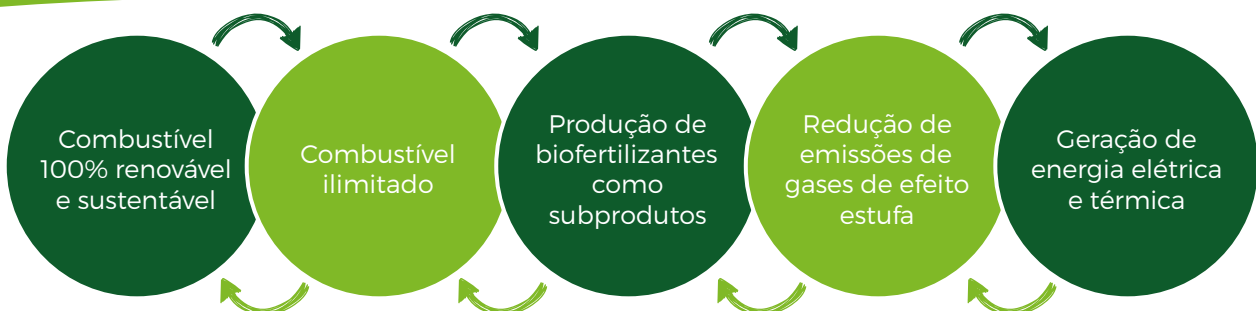 Combustível
100% renovável
e sustentável
Combustível
ilimitado
Produção de
biofertilizantes
como
subprodutos
Redução de
emissões de
gases de efeito
estufa
Geração de
energia elétrica
e térmica